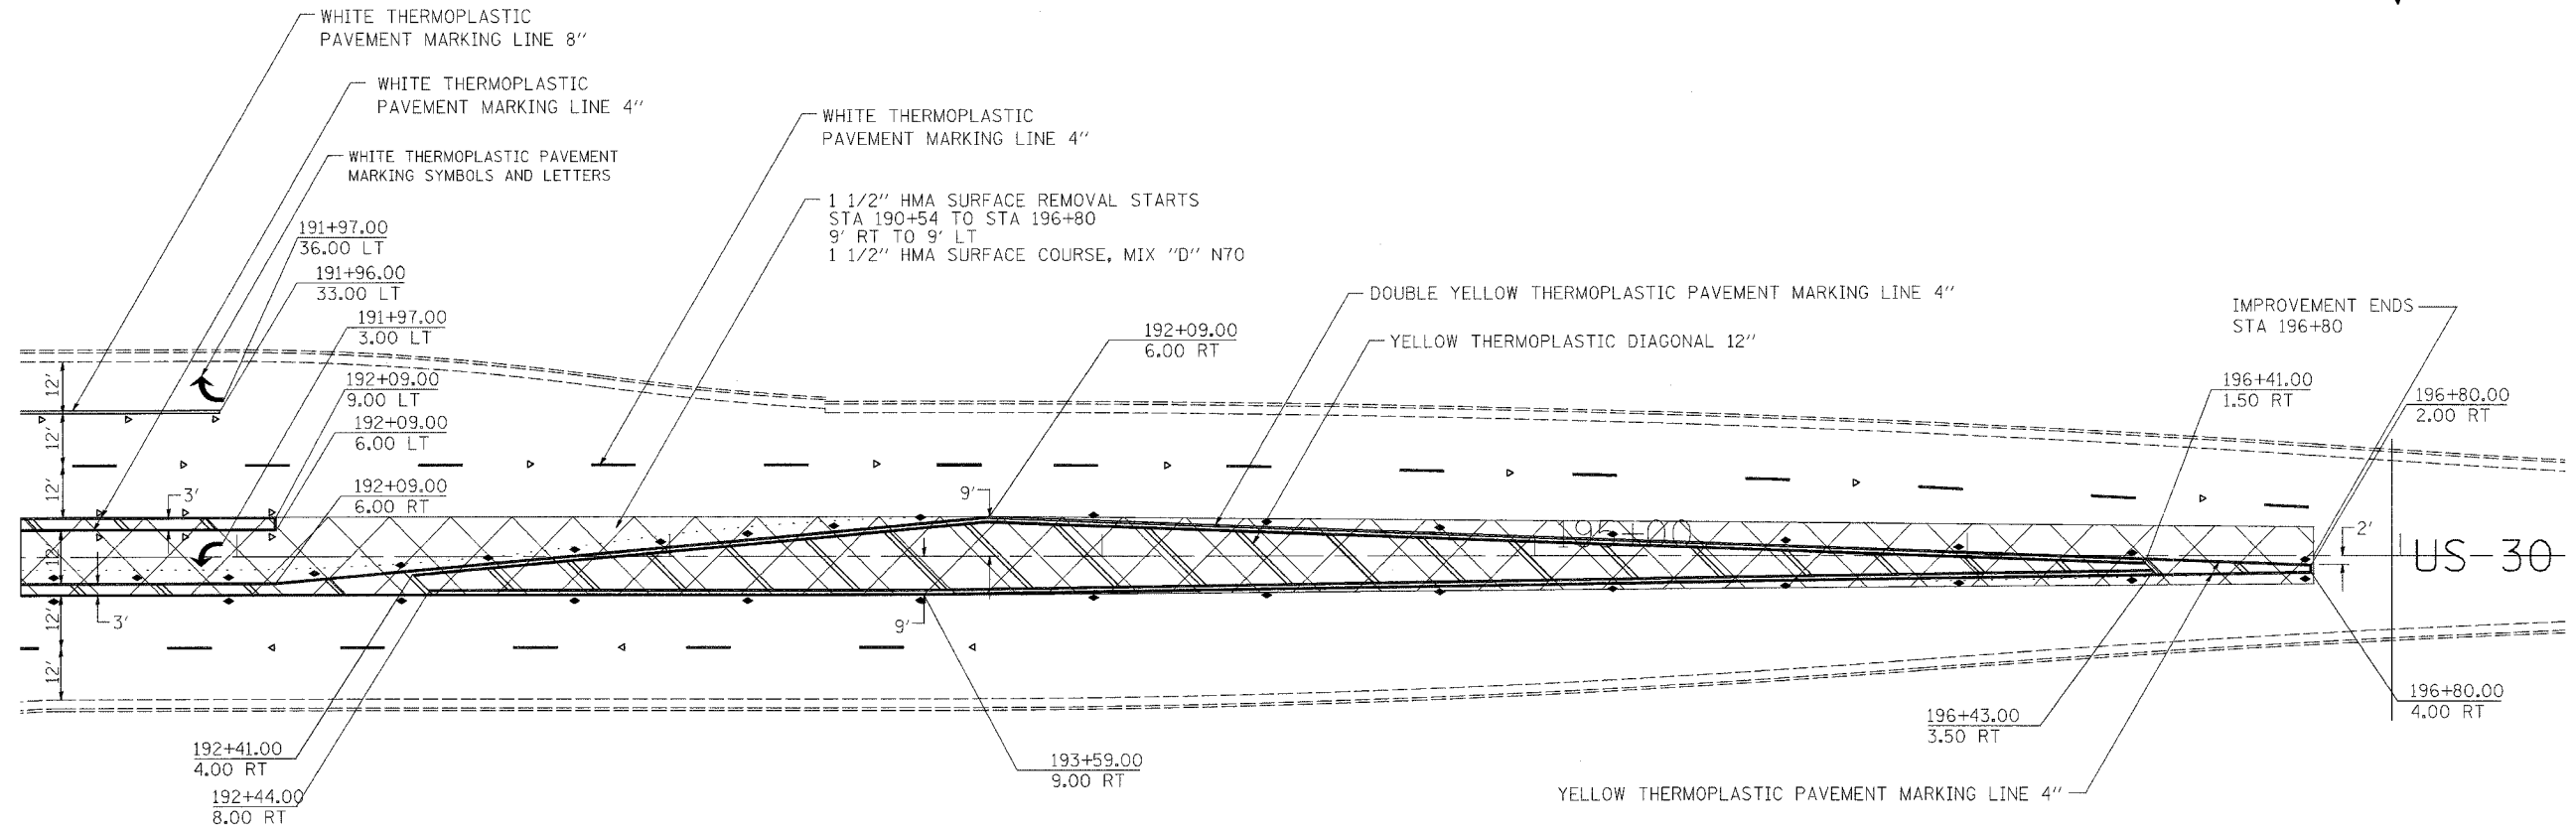 WHITE THERMOPLASTIC
PAVEMENT MARKING LINE 8"
WHITE THERMOPLASTIC
PAVEMENT MARKING LINE 4"
WHITE THERMOPLASTIC PAVEMENT
MARKING SYMBOLS AND LETTERS
WHITE THERMOPLASTIC
PAVEMENT MARKING LINE 4"
1 1/2" HMA SURFACE REMOVAL STARTS
STA 190+54 TO STA 196+80
9' RT TO 9' LT
1 1/2" HMA SURFACE COURSE, MIX "D" N70
191+97.00
36.00 LT
191+96.00
33.00 LT
191+97.00
3.00 LT
192+09.00
9.00 LT
192+09.00
6.00 LT
192+09.00
6.00 RT
192+09.00
6.00 RT
DOUBLE YELLOW THERMOPLASTIC PAVEMENT MARKING LINE 4"
YELLOW THERMOPLASTIC DIAGONAL 12"
IMPROVEMENT ENDS
STA 196+80
196+41.00
1.50 RT
196+80.00
2.00 RT
12'
12'
12'
3'
12'
3'
12'
12'
9'
9'
195+00
2'
US-30
192+41.00
4.00 RT
192+44.00
8.00 RT
193+59.00
9.00 RT
196+43.00
3.50 RT
196+80.00
4.00 RT
YELLOW THERMOPLASTIC PAVEMENT MARKING LINE 4"